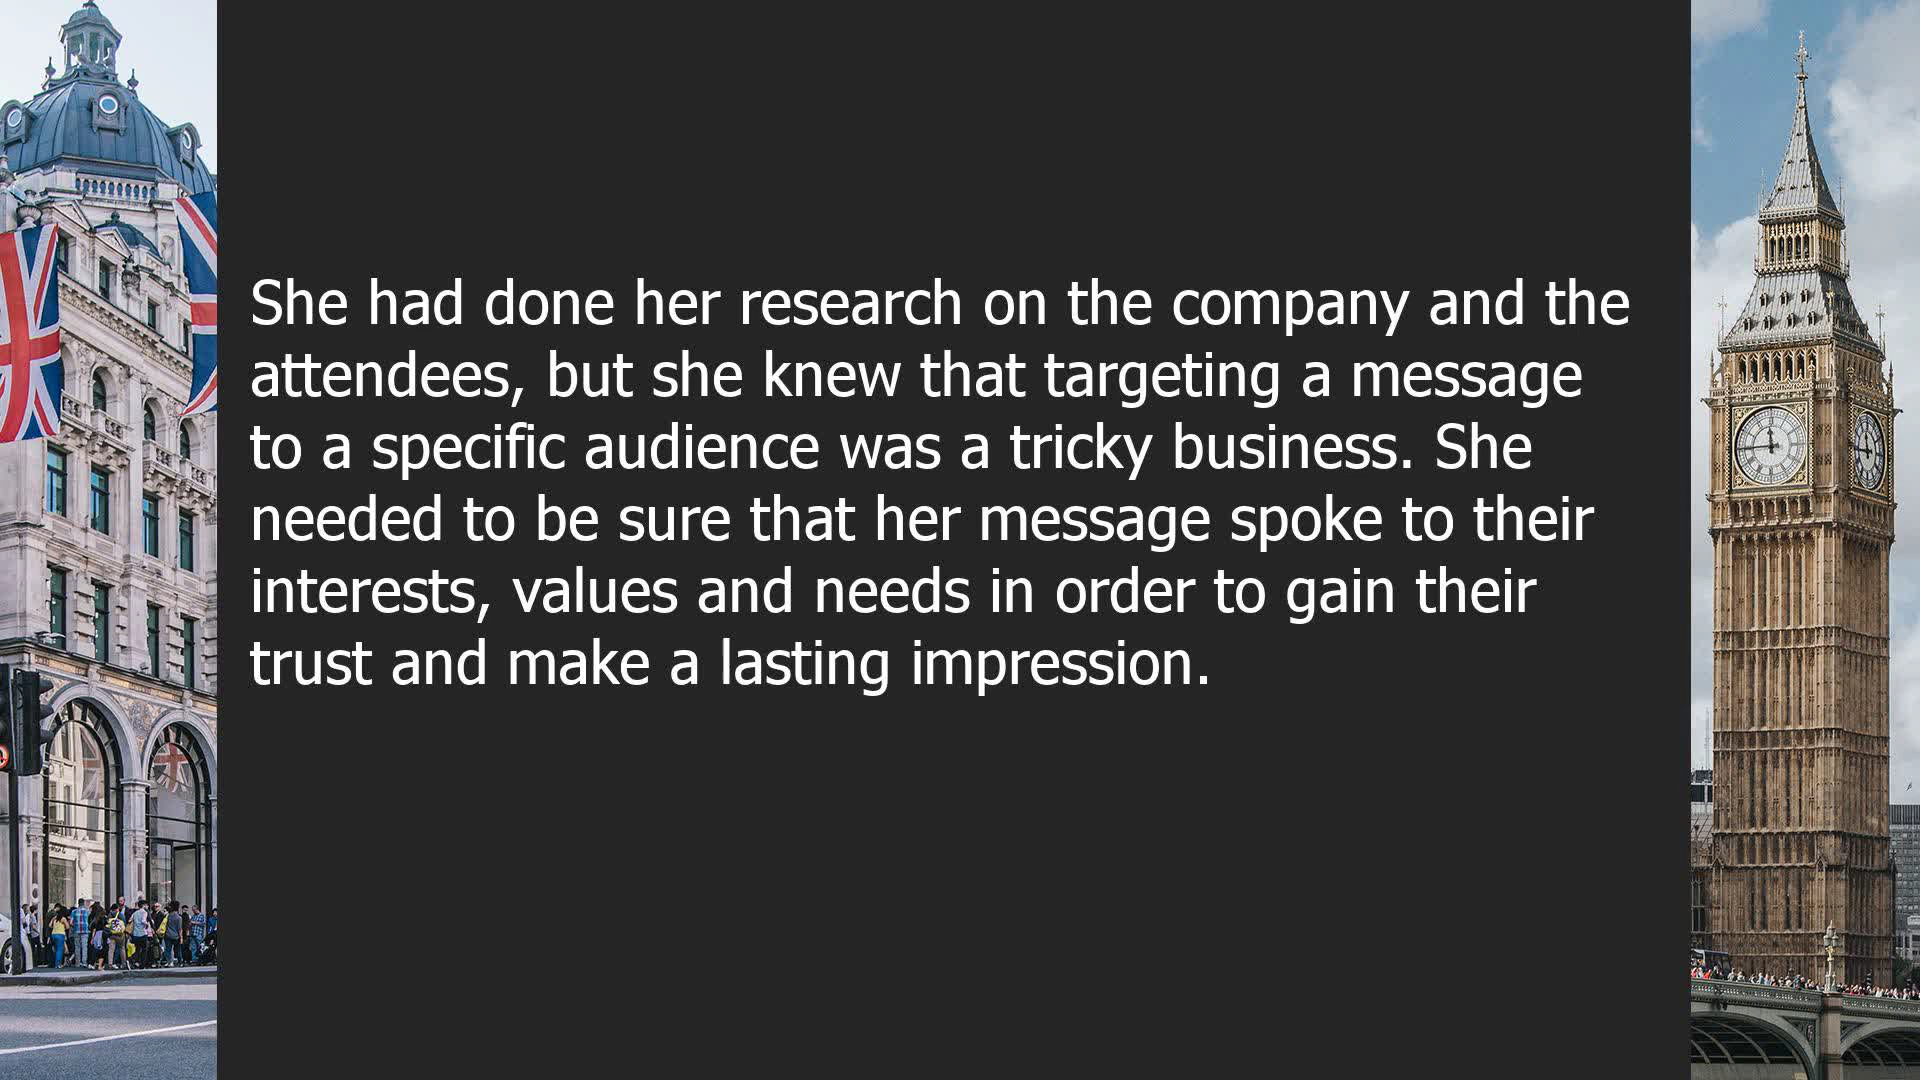 She had done her research on the company and the
attendees, but she knew that targeting a message
to a specific audience was a tricky business. She
needed to be sure that her message spoke to their
interests, values and needs in order to gain their
trust and make a lasting impression.